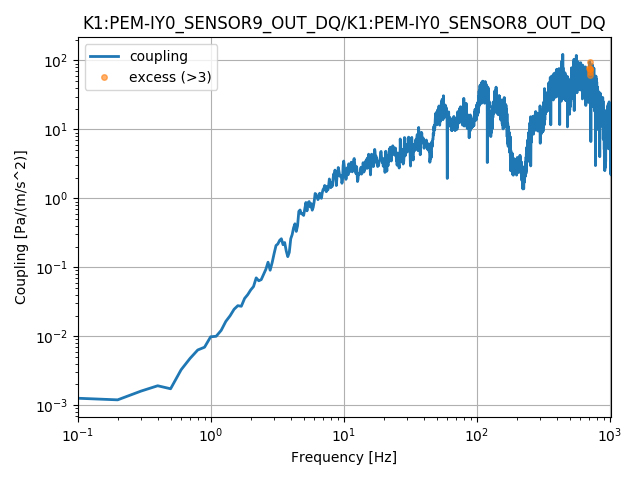 K1:PEM-IY0_SENSOR9_OUT_DQ/K1:PEM-IY0_SENSOR8_OUT_DQ
coupling
excess (>3)
Coupling [Pa/(m/s^2)]
10^2
10^1
10^0
10^−1
10^−2
10^−3
10^−1 10^0 10^1 10^2 10^3
Frequency [Hz]